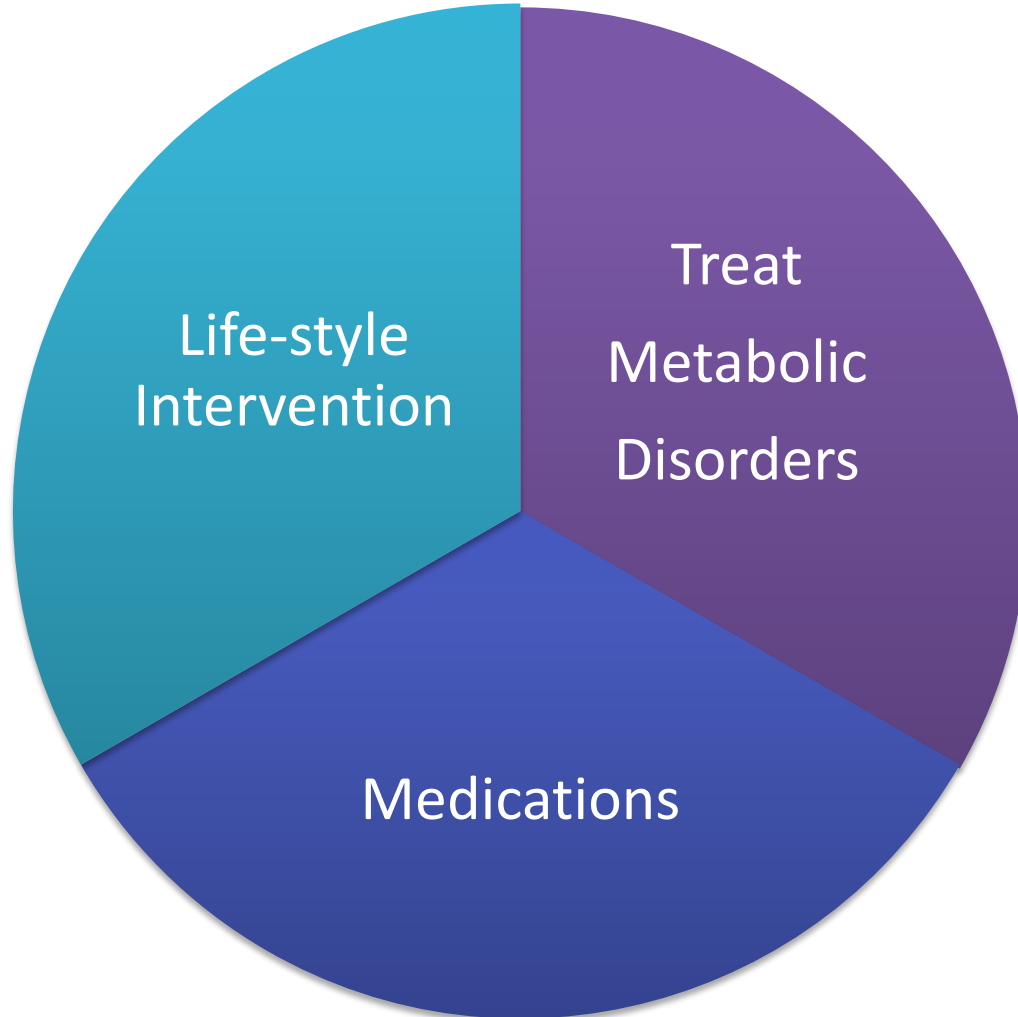 Life-style
Intervention
Treat
Metabolic
Disorders
Medications